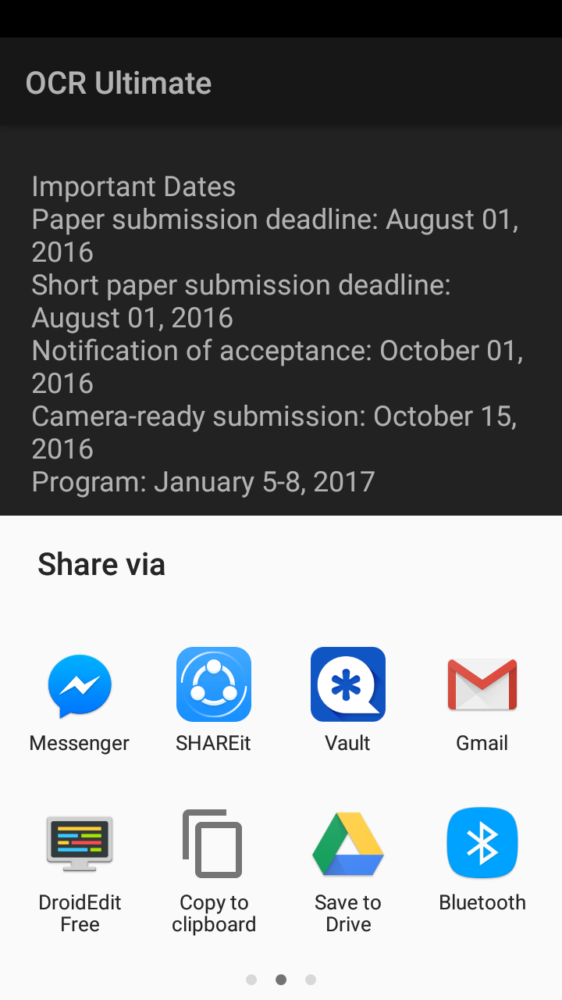 OCR Ultimate
Important Dates
Paper submission deadline: August 01,
2016
Short paper submission deadline:
August 01, 2016
Notification of acceptance: October 01,
2016
Camera-ready submission: October 15,
2016
Program: January 5-8, 2017
Share via
Messenger SHAREit Vault Gmail
DroidEdit Copy to Save to Bluetooth
Free clipboard Drive